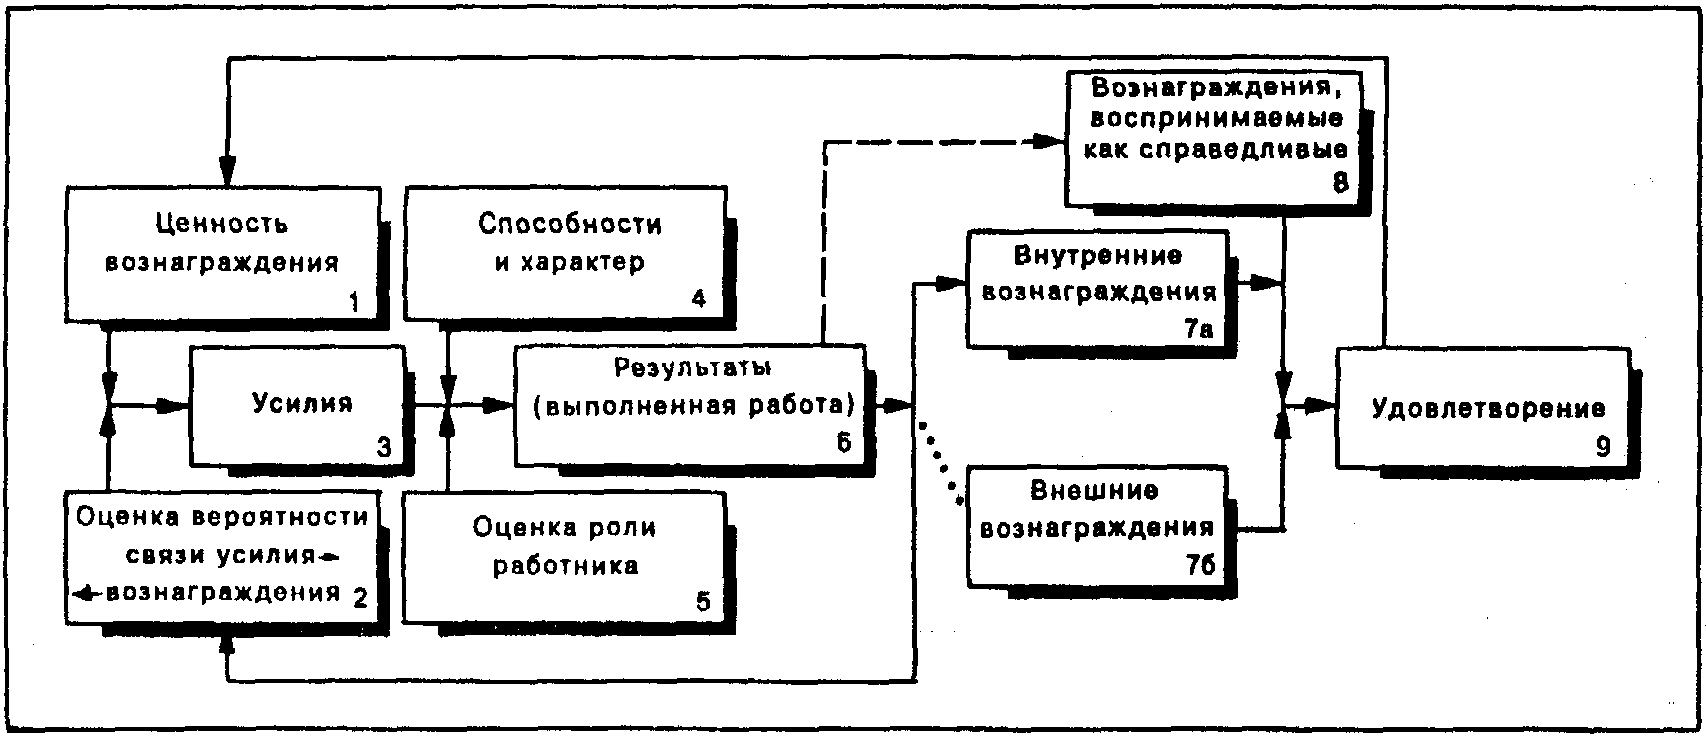 Ценность
вознаграждения
1
Способности
и характер
4
Вознаграждения,
воспринимаемые
как справедливые
8
Внутренние
вознаграждения
7а
Усилия
3
Результаты
(выполненная работа)
6
Удовлетворение
9
Оценка вероятности
связи усилия
вознаграждения 2
Оценка роли
работника
5
Внешние
вознаграждения
7б